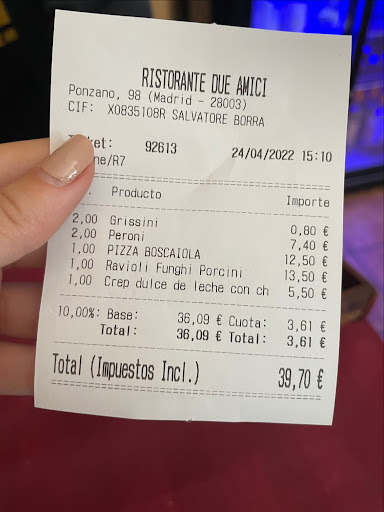 RISTORANTE DUE AMICI
Ponzano, 98 (Madrid - 28003)
CIF: X0835108R SALVATORE BORRA
ket: 92613 24/04/2022 15:10
ne/R7
Producto Importe
2,00 Grissini 0,80 €
2,00 Peroni 7,40 €
1,00 PIZZA BOSCAIOLA 12,50 €
1,00 Ravioli Funghi Porcini 13,50 €
1,00 Crep dulce de leche con ch 5,50 €
10,00%: Base: 36,09 € Cuota: 3,61 €
Total: 36,09 € Total: 3,61 €
Total (Impuestos Incl.) 39,70 €